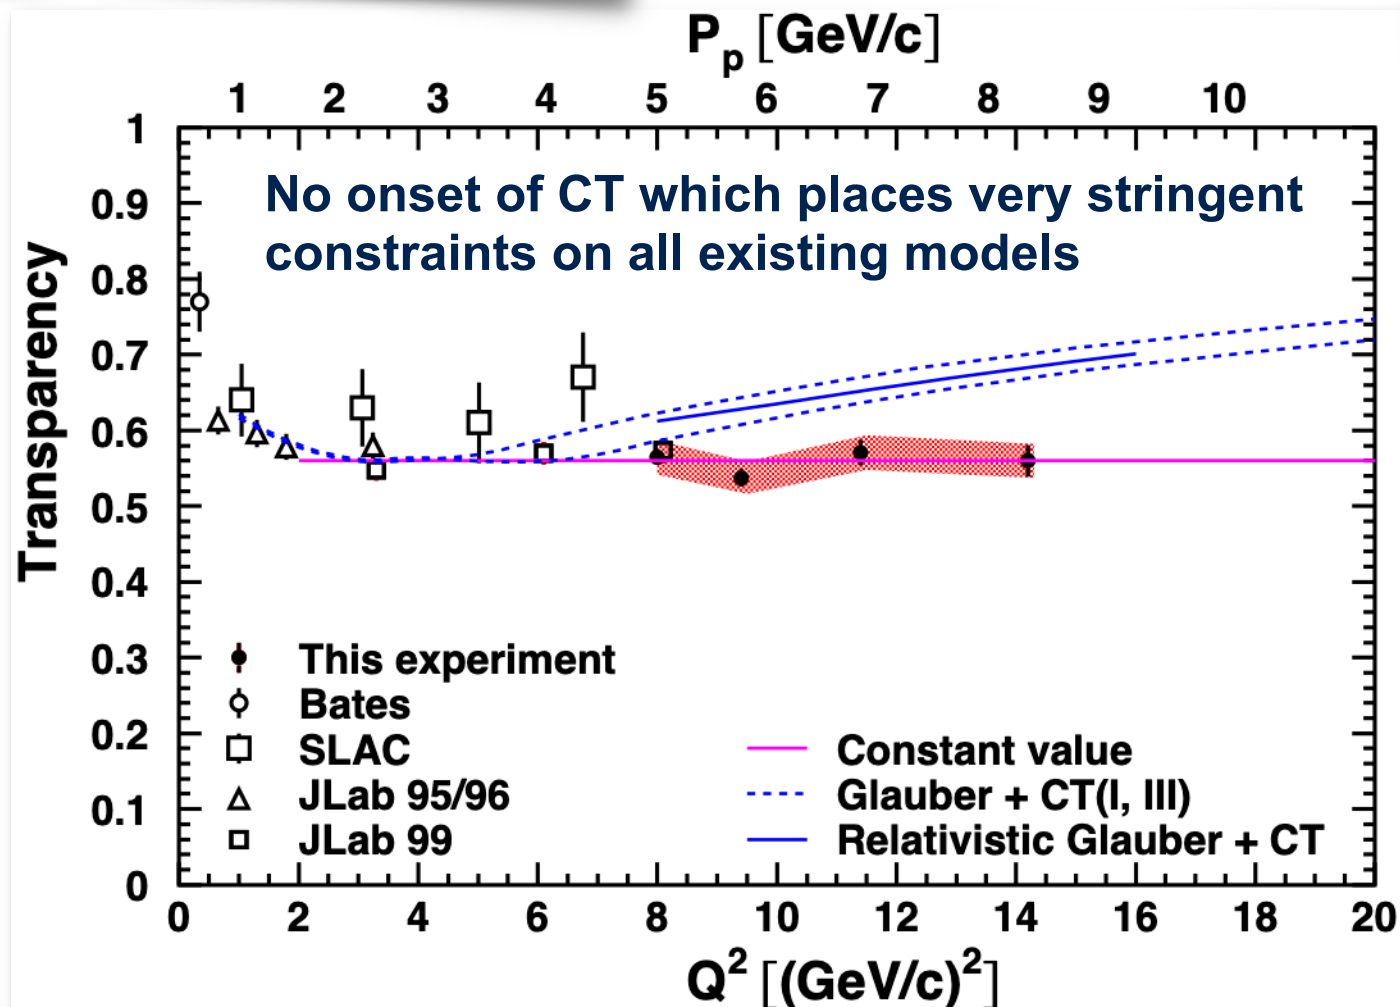 P_p [GeV/c]
1 2 3 4 5 6 7 8 9 10
1
No onset of CT which places very stringent
constraints on all existing models
0.9
0.8
0.7
0.6
0.5
0.4
0.3
0.2
0.1
0
Transparency
This experiment
Bates
SLAC
JLab 95/96
JLab 99
Constant value
Glauber + CT(I, III)
Relativistic Glauber + CT
0 2 4 6 8 10 12 14 16 18 20
Q² [(GeV/c)²]